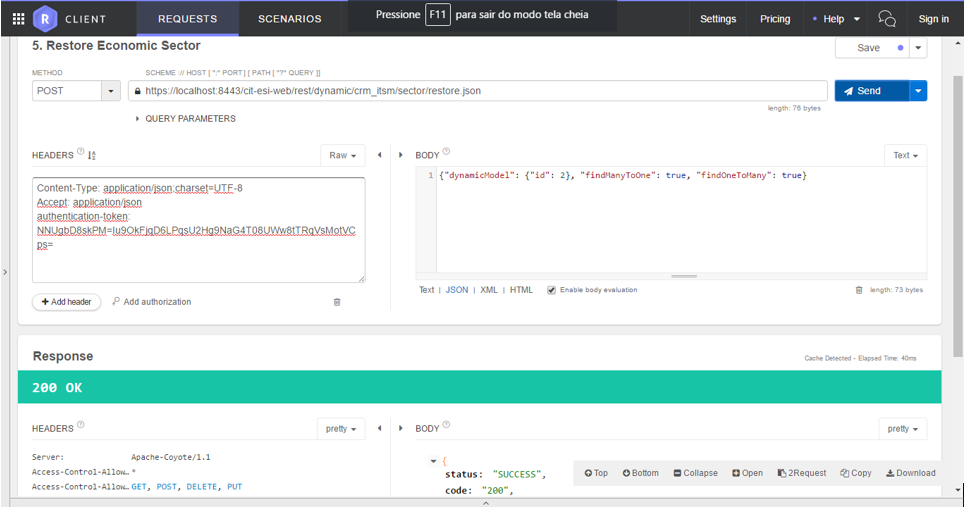 R CLIENT REQUESTS SCENARIOS Pressione F11 para sair do modo tela cheia Settings Pricing Help Sign in
5. Restore Economic Sector Save
METHOD SCHEME :// HOST [ ":" PORT ] [ PATH [ "?" QUERY ]]
POST https://localhost:8443/cit-esi-web/rest/dynamic/crm_itsm/sector/restore.json Send
length: 76 bytes
QUERY PARAMETERS
HEADERS ? Raw BODY ? Text
Content-Type: application/json;charset=UTF-8
Accept: application/json
authentication-token:
NNUgbD8skPM=Iu9OkFjqD6LPqsU2Hg9NaG4T08UWw8tTRqVsMotVC
ps=
1 {"dynamicModel": {"id": 2}, "findManyToOne": true, "findOneToMany": true}
+ Add header Add authorization
Text | JSON | XML | HTML Enable body evaluation length: 73 bytes
Response Cache Detected - Elapsed Time: 40ms
200 OK
HEADERS ? pretty BODY ? pretty
Server: Apache-Coyote/1.1
Access-Control-Allow… *
Access-Control-Allow… GET, POST, DELETE, PUT
{
status: "SUCCESS",
code: "200",
Top Bottom Collapse Open 2Request Copy Download